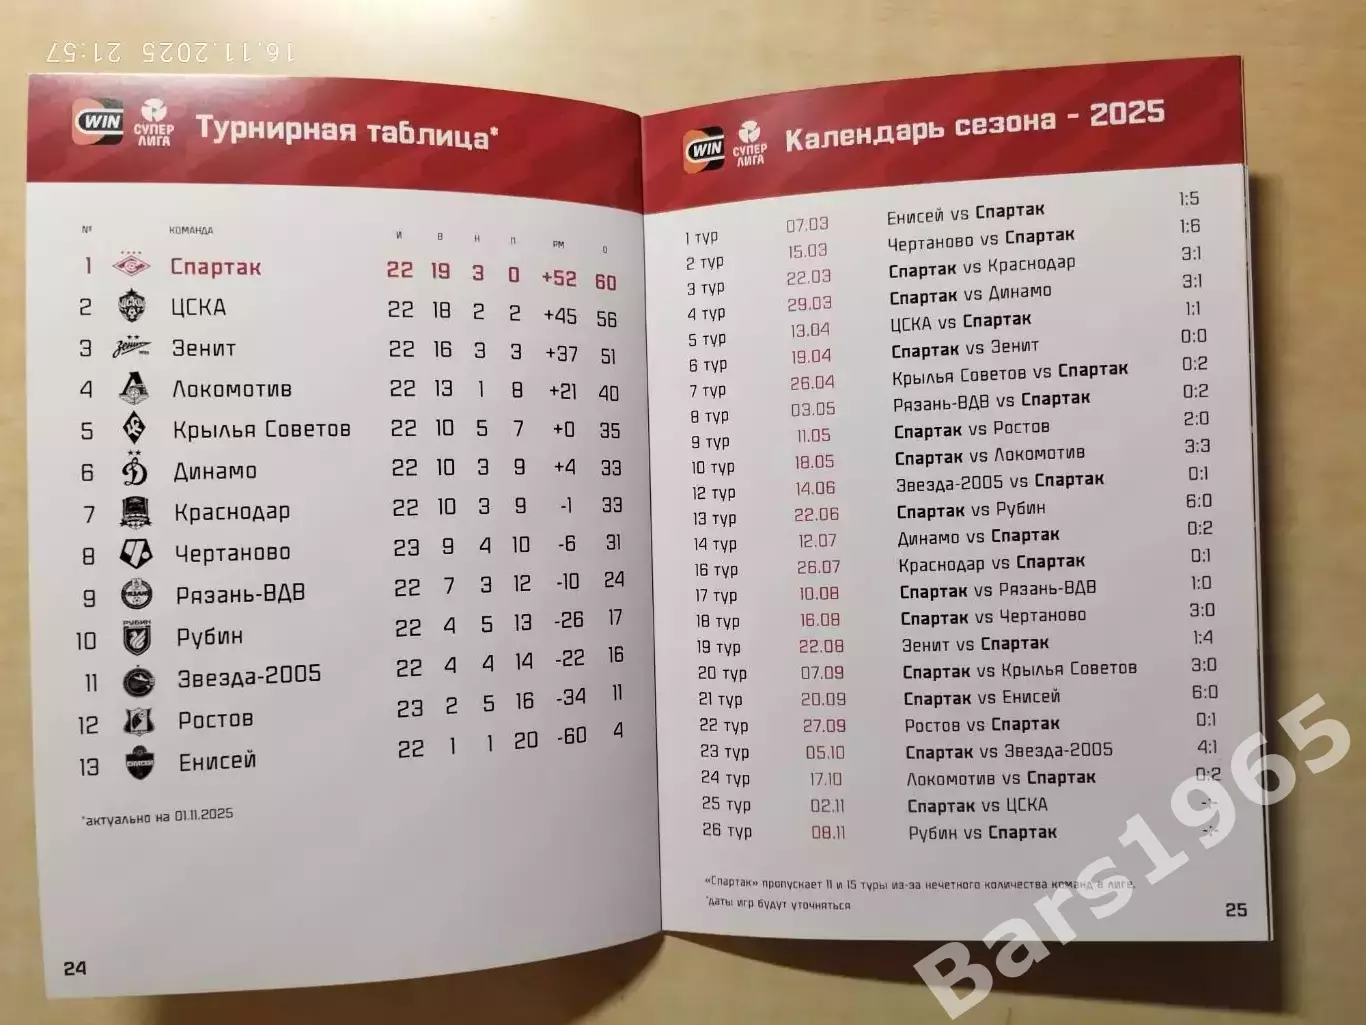 16.11.2025 21:57
WIN СУПЕР ЛИГА Турнирная таблица*
№ КОМАНДА И В Н П РМ О
1 Спартак 22 19 3 0 +52 60
2 ЦСКА 22 18 2 2 +45 56
3 Зенит 22 16 3 3 +37 51
4 Локомотив 22 13 1 8 +21 40
5 Крылья Советов 22 10 5 7 +0 35
6 Динамо 22 10 3 9 +4 33
7 Краснодар 22 10 3 9 -1 33
8 Чертаново 23 9 4 10 -6 31
9 Рязань-ВДВ 22 7 3 12 -10 24
10 Рубин 22 4 5 13 -26 17
11 Звезда-2005 22 4 4 14 -22 16
12 Ростов 23 2 5 16 -34 11
13 Енисей 22 1 1 20 -60 4
*актуально на 01.11.2025
24
WIN СУПЕР ЛИГА Календарь сезона - 2025
1 тур 07.03 Енисей vs Спартак 1:5
2 тур 15.03 Чертаново vs Спартак 1:6
3 тур 22.03 Спартак vs Краснодар 3:1
4 тур 29.03 Спартак vs Динамо 3:1
5 тур 13.04 ЦСКА vs Спартак 1:1
6 тур 19.04 Спартак vs Зенит 0:0
7 тур 26.04 Крылья Советов vs Спартак 0:2
8 тур 03.05 Рязань-ВДВ vs Спартак 0:2
9 тур 11.05 Спартак vs Ростов 2:0
10 тур 18.05 Спартак vs Локомотив 3:3
12 тур 14.06 Звезда-2005 vs Спартак 0:1
13 тур 22.06 Спартак vs Рубин 6:0
14 тур 12.07 Динамо vs Спартак 0:2
16 тур 26.07 Краснодар vs Спартак 0:1
17 тур 10.08 Спартак vs Рязань-ВДВ 1:0
18 тур 16.08 Спартак vs Чертаново 3:0
19 тур 22.08 Зенит vs Спартак 1:4
20 тур 07.09 Спартак vs Крылья Советов 3:0
21 тур 20.09 Спартак vs Енисей 6:0
22 тур 27.09 Ростов vs Спартак 0:1
23 тур 05.10 Спартак vs Звезда-2005 4:1
24 тур 17.10 Локомотив vs Спартак 0:2
25 тур 02.11 Спартак vs ЦСКА -:-
26 тур 08.11 Рубин vs Спартак -:-
«Спартак» пропускает 11 и 15 туры из-за нечетного количества команд в лиге.
*даты игр будут уточняться
25
Bars1965